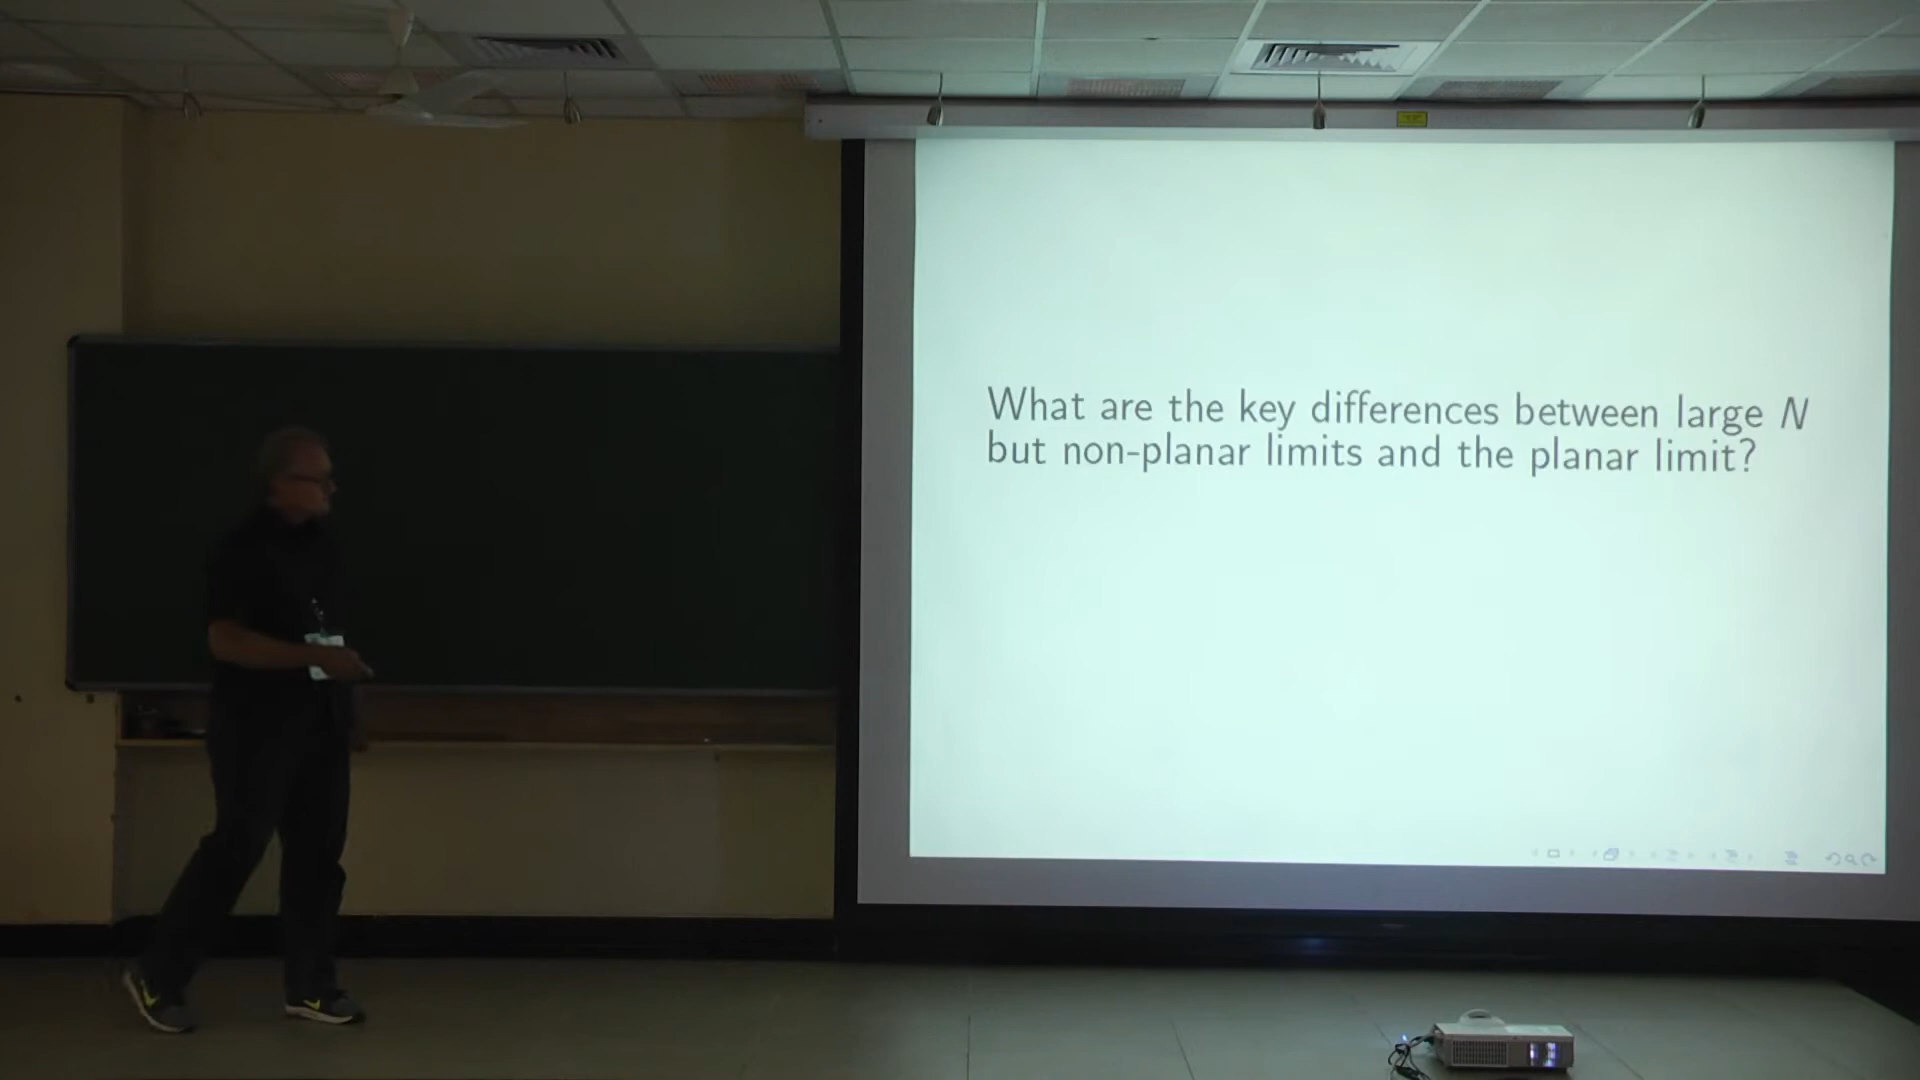 What are the key differences between large N
but non-planar limits and the planar limit?